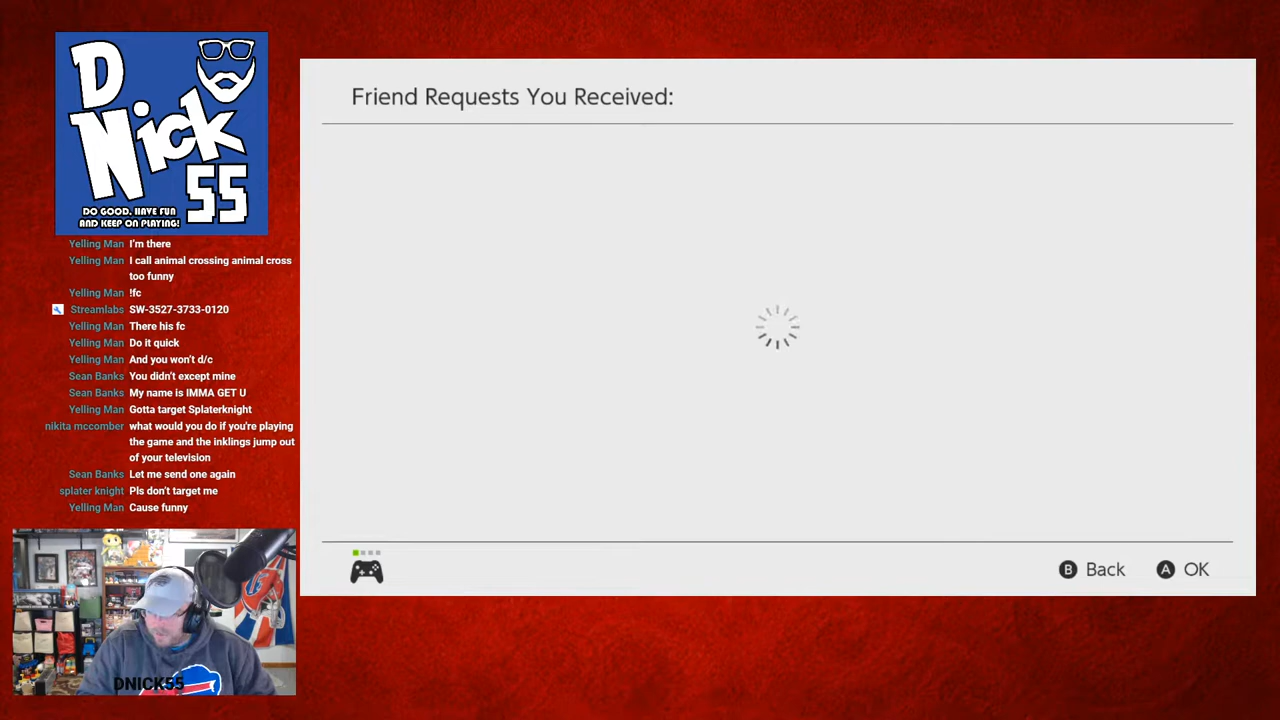 D
Nick
55
DO GOOD, HAVE FUN
AND KEEP ON PLAYING!
Yelling Man I'm there
Yelling Man I call animal crossing animal cross
too funny
Yelling Man !fc
Streamlabs SW-3527-3733-0120
Yelling Man There his fc
Yelling Man Do it quick
Yelling Man And you won't d/c
Sean Banks You didn't except mine
Sean Banks My name is IMMA GET U
Yelling Man Gotta target Splaterknight
nikita mccomber what would you do if you're playing
the game and the inklings jump out
of your television
Sean Banks Let me send one again
splater knight Pls don't target me
Yelling Man Cause funny
DNICK55
Friend Requests You Received:
B Back A OK